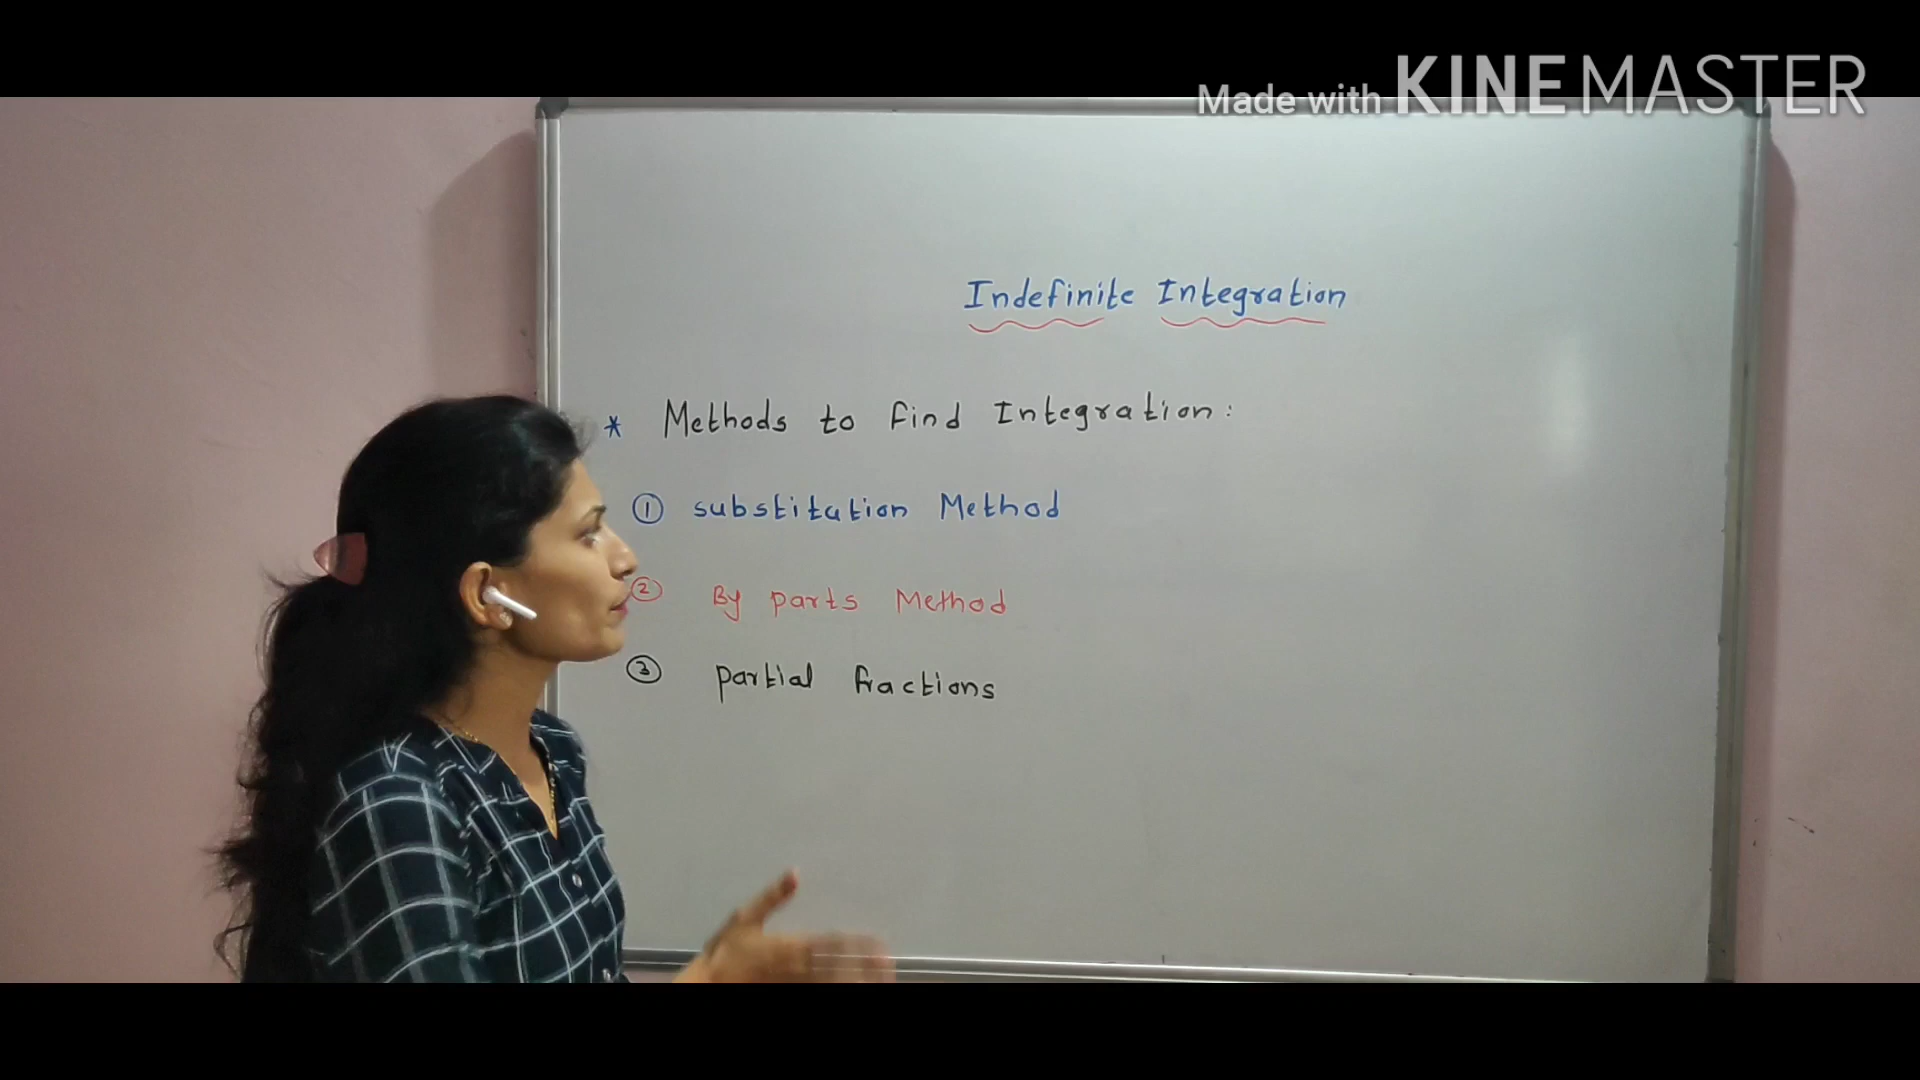 Made with KINEMASTER
Indefinite Integration
* Methods to find Integration:
① substitution Method
② By parts Method
③ partial fractions